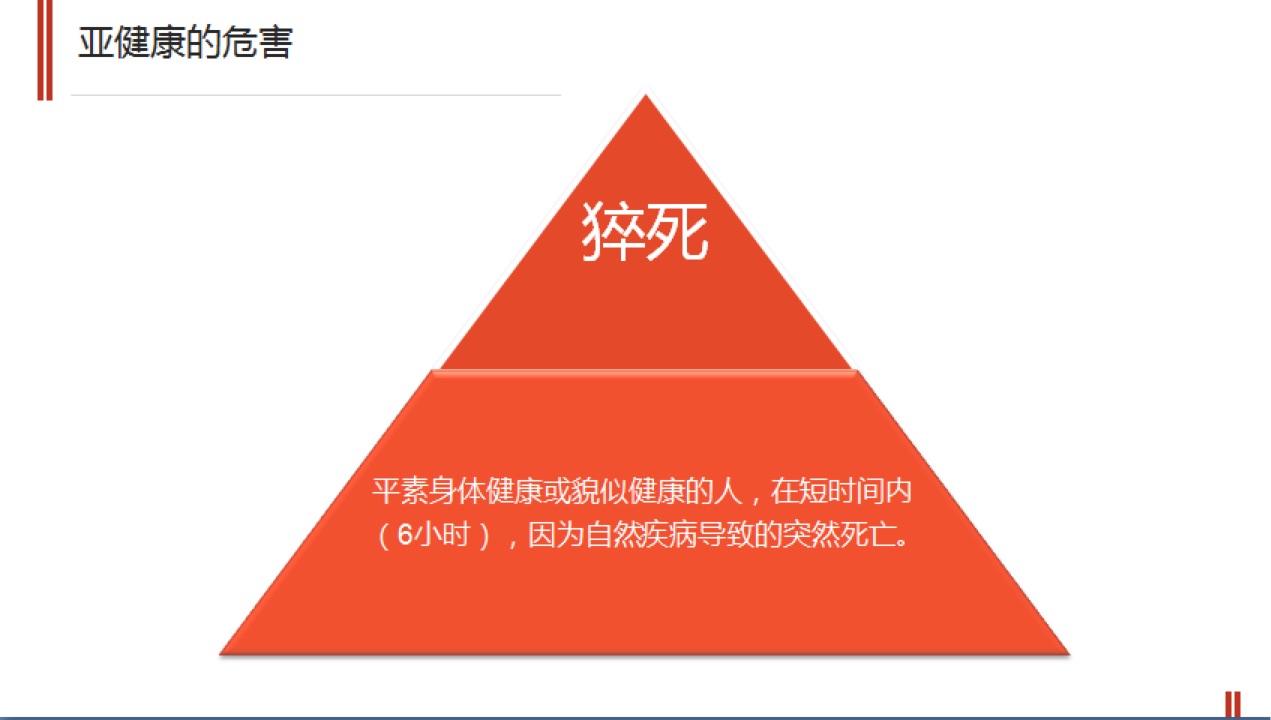 亚健康的危害
猝死
平素身体健康或貌似健康的人，在短时间内
（6小时），因为自然疾病导致的突然死亡。